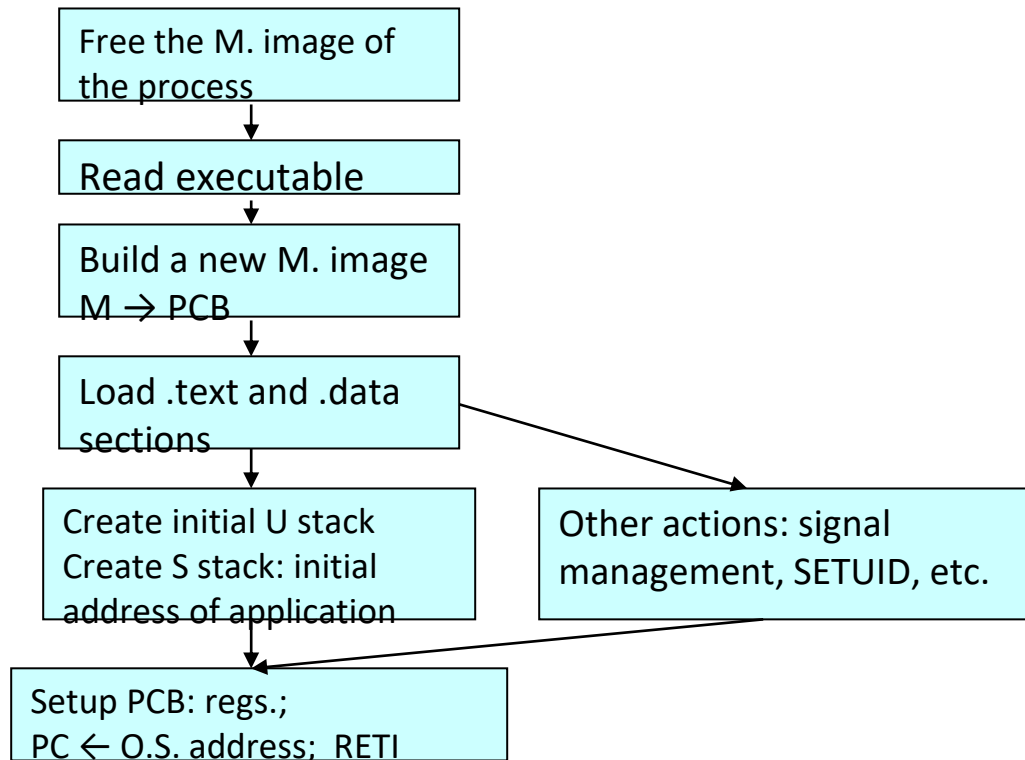 Free the M. image of
the process
Read executable
Build a new M. image
M → PCB
Load .text and .data
sections
Create initial U stack
Create S stack: initial
address of application
Other actions: signal
management, SETUID, etc.
Setup PCB: regs.;
PC ← O.S. address;  RETI